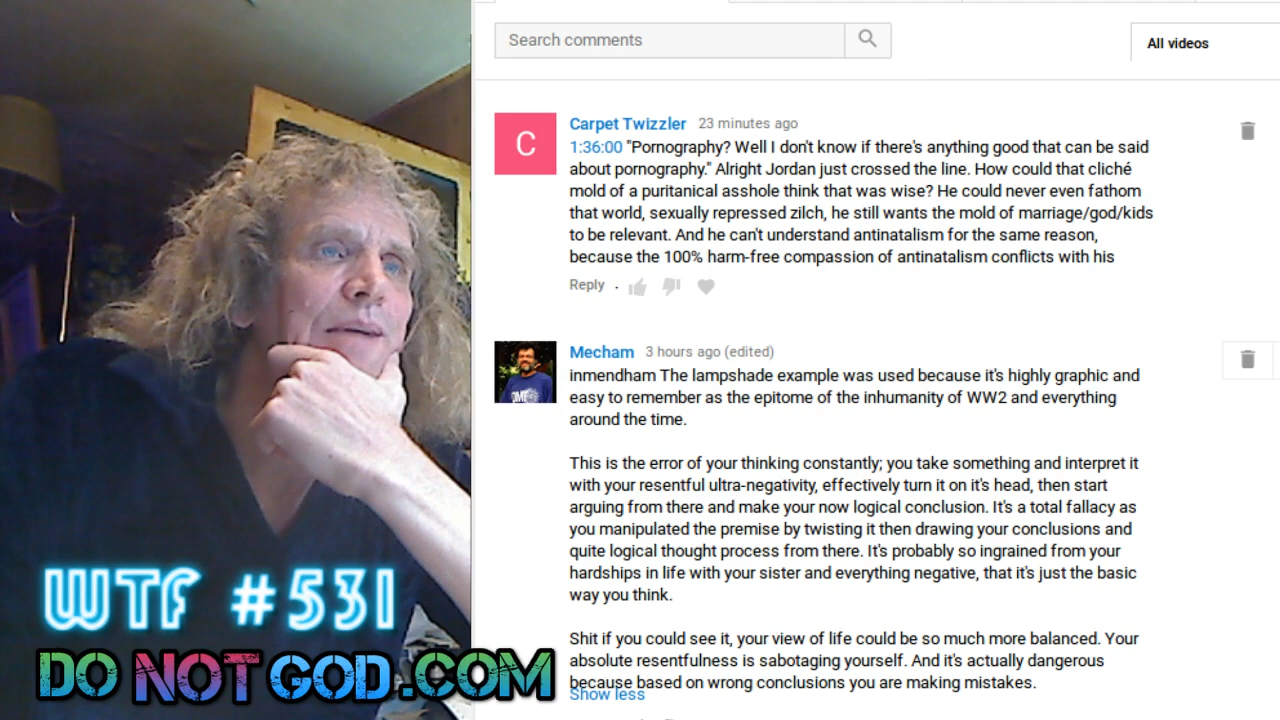 Search comments
All videos
C
Carpet Twizzler 23 minutes ago
1:36:00 "Pornography? Well I don't know if there's anything good that can be said
about pornography." Alright Jordan just crossed the line. How could that cliché
mold of a puritanical asshole think that was wise? He could never even fathom
that world, sexually repressed zilch, he still wants the mold of marriage/god/kids
to be relevant. And he can't understand antinatalism for the same reason,
because the 100% harm-free compassion of antinatalism conflicts with his
Reply .
Mecham 3 hours ago (edited)
inmendham The lampshade example was used because it's highly graphic and
easy to remember as the epitome of the inhumanity of WW2 and everything
around the time.
This is the error of your thinking constantly; you take something and interpret it
with your resentful ultra-negativity, effectively turn it on it's head, then start
arguing from there and make your now logical conclusion. It's a total fallacy as
you manipulated the premise by twisting it then drawing your conclusions and
quite logical thought process from there. It's probably so ingrained from your
hardships in life with your sister and everything negative, that it's just the basic
way you think.
Shit if you could see it, your view of life could be so much more balanced. Your
absolute resentfulness is sabotaging yourself. And it's actually dangerous
because based on wrong conclusions you are making mistakes.
Show less
WTF #531
DO NOT GOD.COM